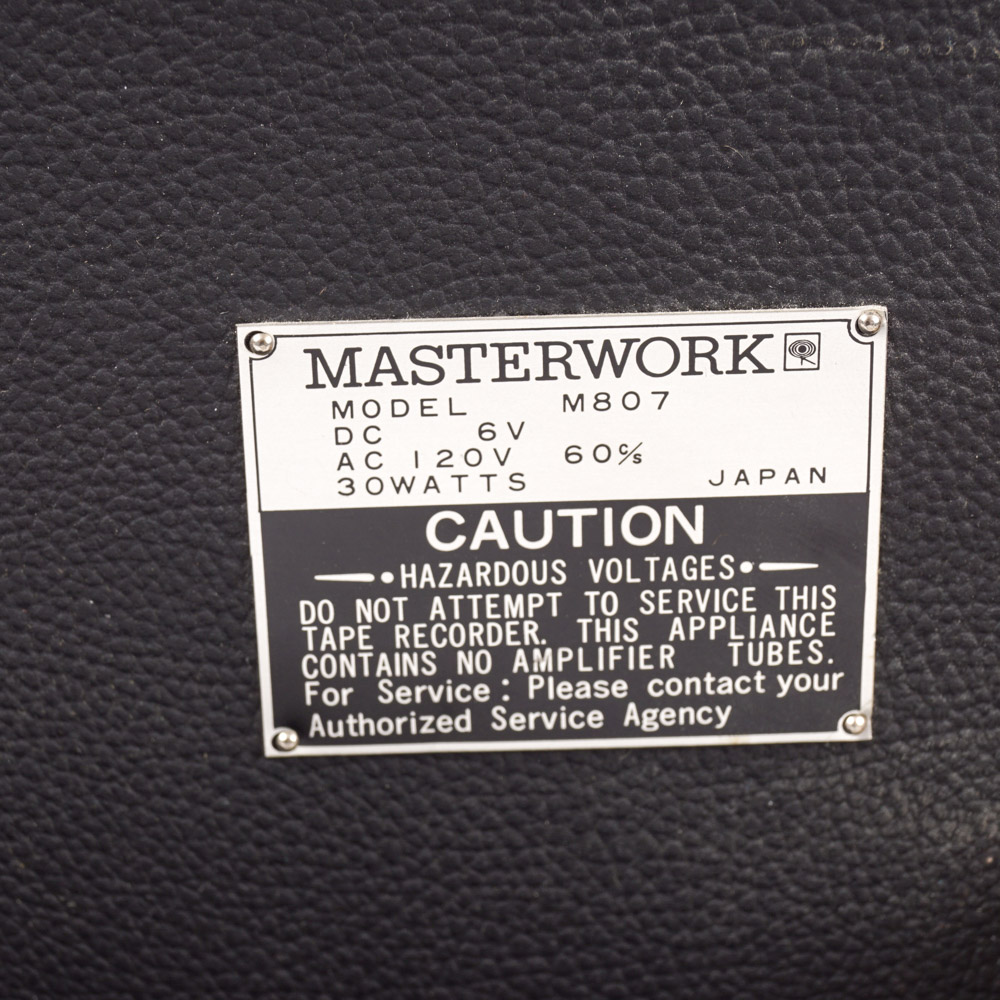 MASTERWORK
MODEL M807
DC 6V
AC 120V 60 c/s
30WATTS JAPAN
CAUTION
HAZARDOUS VOLTAGES
DO NOT ATTEMPT TO SERVICE THIS
TAPE RECORDER. THIS APPLIANCE
CONTAINS NO AMPLIFIER TUBES.
For Service: Please contact your
Authorized Service Agency